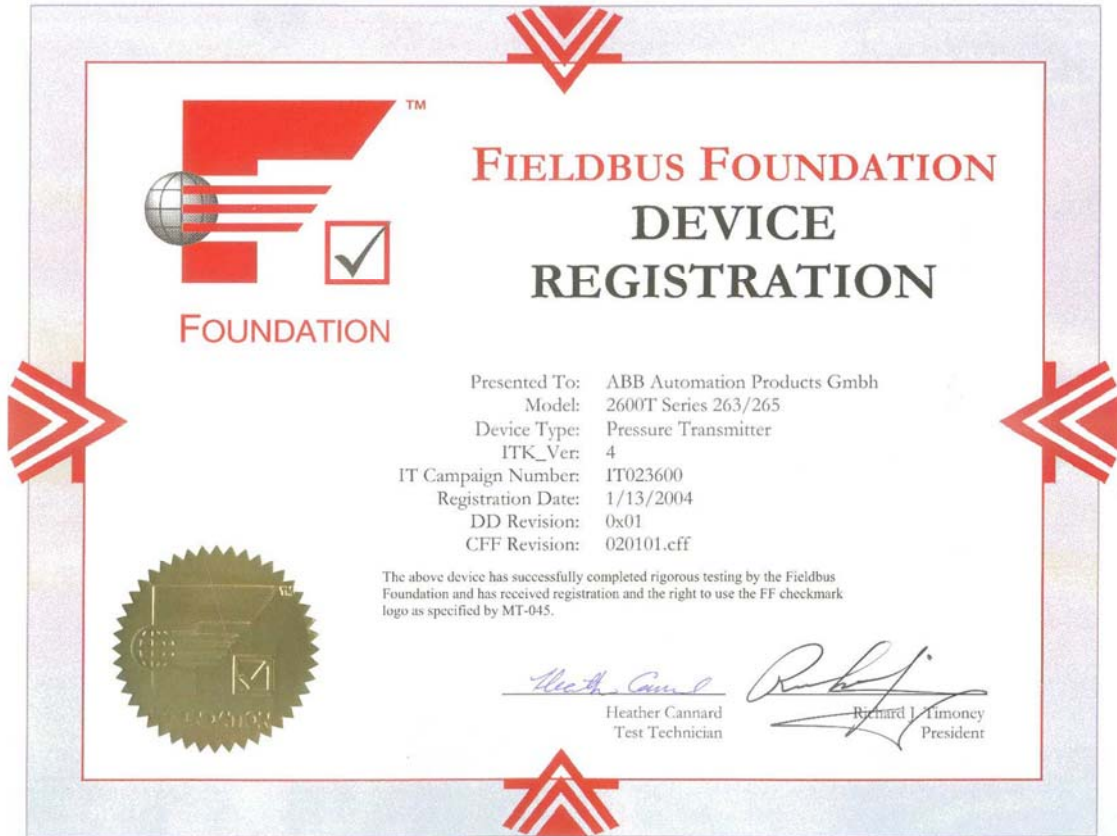 TM
FOUNDATION
FIELDBUS FOUNDATION
DEVICE
REGISTRATION
Presented To: ABB Automation Products Gmbh
Model: 2600T Series 263/265
Device Type: Pressure Transmitter
ITK_Ver: 4
IT Campaign Number: IT023600
Registration Date: 1/13/2004
DD Revision: 0x01
CFF Revision: 020101.cff
The above device has successfully completed rigorous testing by the Fieldbus
Foundation and has received registration and the right to use the FF checkmark
logo as specified by MT-045.
Heather Cannard
Test Technician
Richard J. Timoney
President